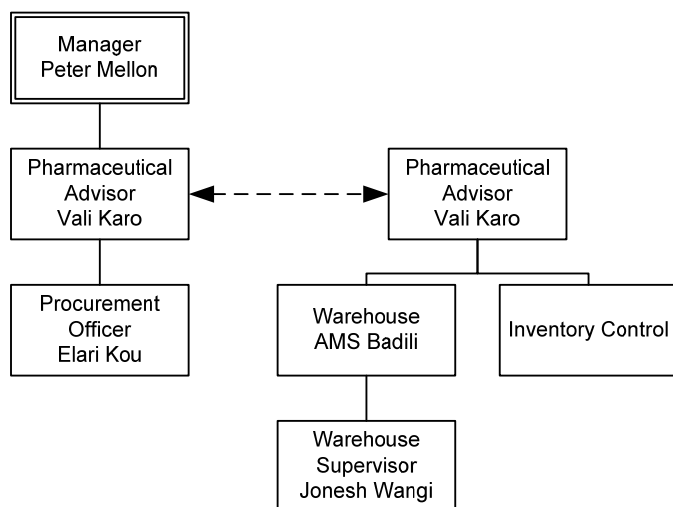 Manager
Peter Mellon
Pharmaceutical
Advisor
Vali Karo
Pharmaceutical
Advisor
Vali Karo
Procurement
Officer
Elari Kou
Warehouse
AMS Badili
Inventory Control
Warehouse
Supervisor
Jonesh Wangi